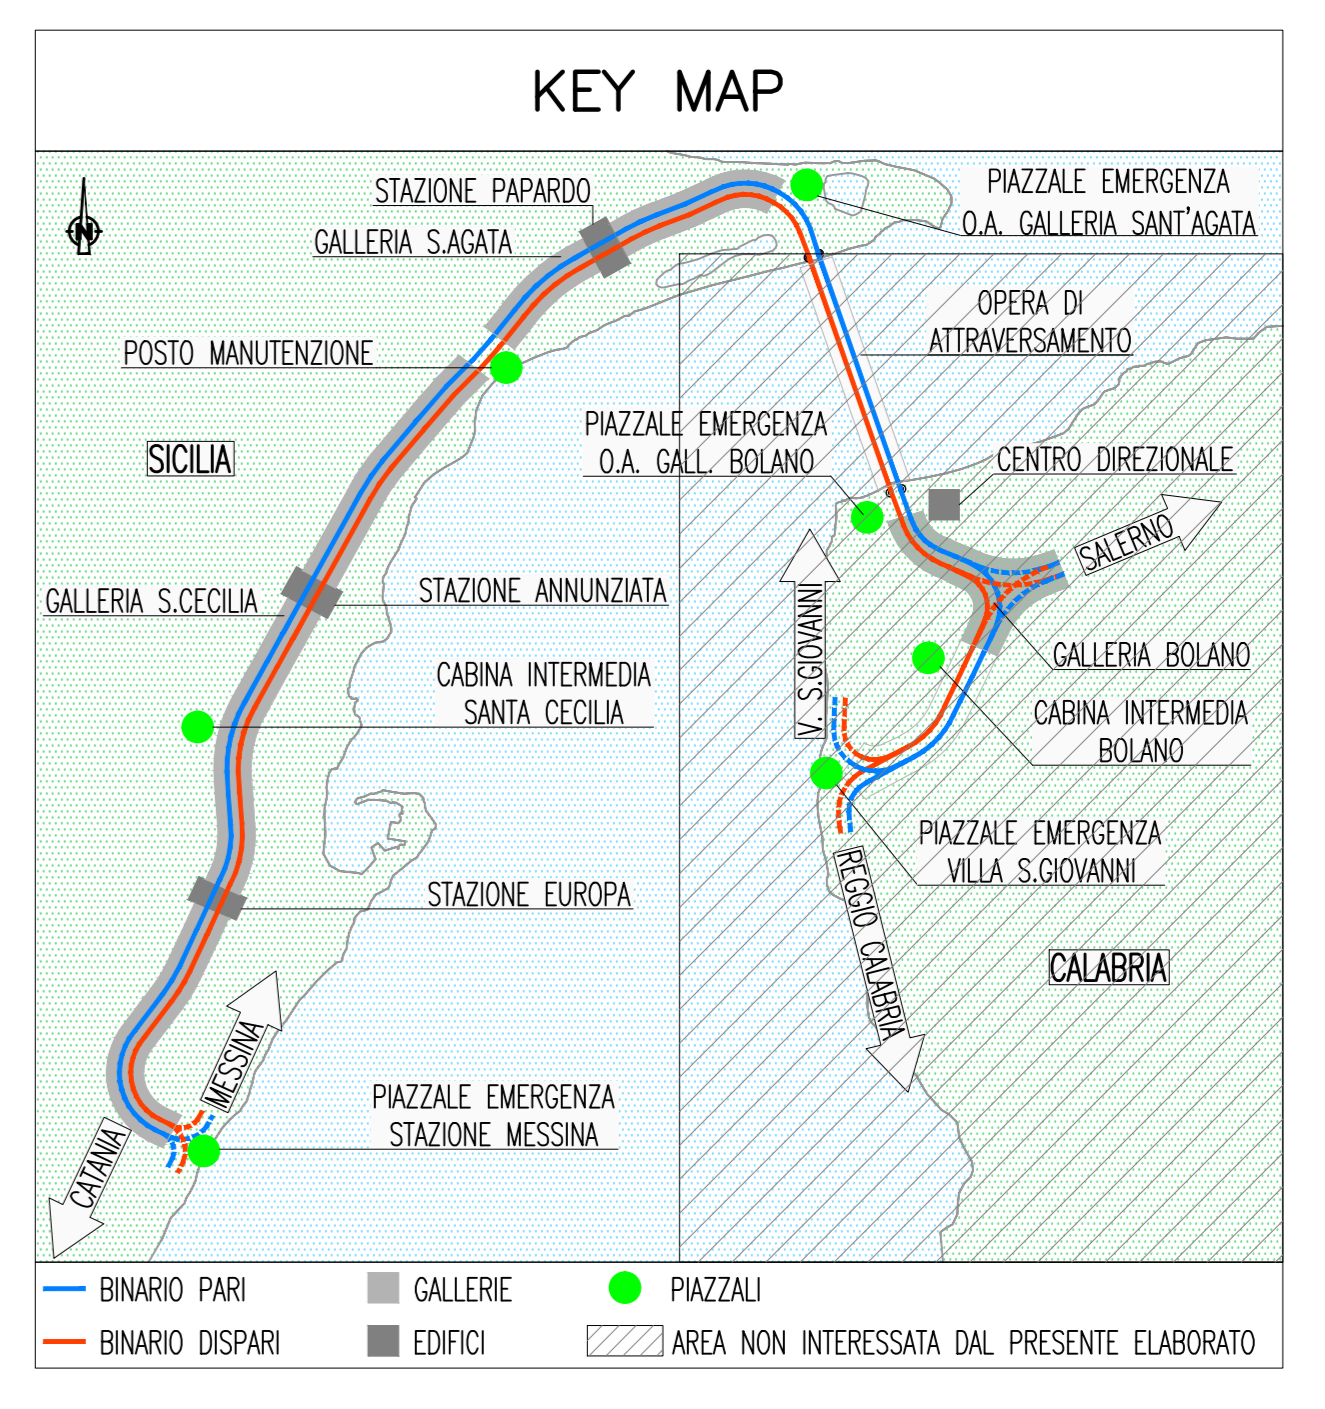 KEY MAP
N
STAZIONE PAPARDO
GALLERIA S.AGATA
PIAZZALE EMERGENZA
O.A. GALLERIA SANT'AGATA
OPERA DI
ATTRAVERSAMENTO
POSTO MANUTENZIONE
SICILIA
PIAZZALE EMERGENZA
O.A. GALL. BOLANO
CENTRO DIREZIONALE
SALERNO
GALLERIA S.CECILIA
STAZIONE ANNUNZIATA
V. S.GIOVANNI
GALLERIA BOLANO
CABINA INTERMEDIA
SANTA CECILIA
CABINA INTERMEDIA
BOLANO
PIAZZALE EMERGENZA
VILLA S.GIOVANNI
STAZIONE EUROPA
REGGIO CALABRIA
CALABRIA
MESSINA
PIAZZALE EMERGENZA
STAZIONE MESSINA
CATANIA
BINARIO PARI
GALLERIE
PIAZZALI
BINARIO DISPARI
EDIFICI
AREA NON INTERESSATA DAL PRESENTE ELABORATO